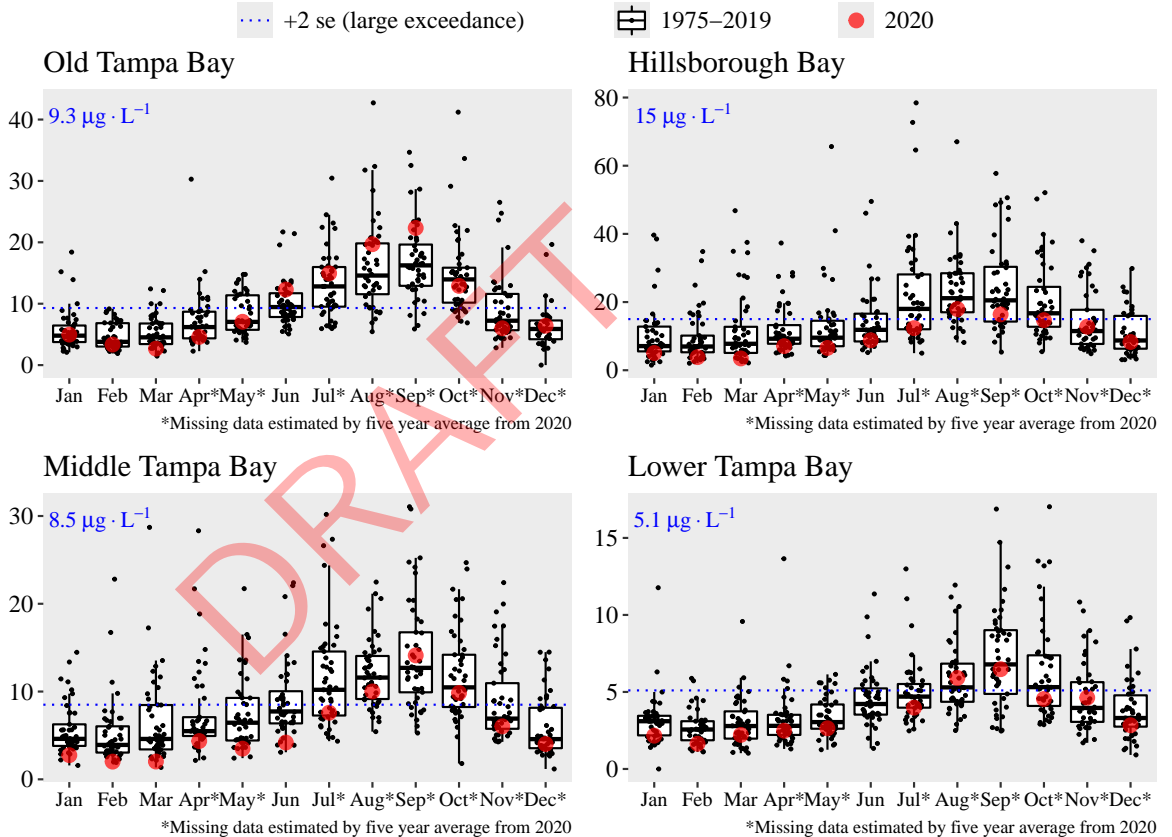 +2 se (large exceedance) 1975–2019 2020
Old Tampa Bay
9.3 μg · L⁻¹
40
30
20
10
0
Jan Feb Mar Apr* May* Jun Jul* Aug* Sep* Oct* Nov* Dec*
*Missing data estimated by five year average from 2020
Hillsborough Bay
15 μg · L⁻¹
80
60
40
20
0
Jan Feb Mar Apr* May* Jun Jul* Aug* Sep* Oct* Nov* Dec*
*Missing data estimated by five year average from 2020
Middle Tampa Bay
8.5 μg · L⁻¹
30
20
10
0
Jan Feb Mar Apr* May* Jun Jul* Aug* Sep* Oct* Nov* Dec*
*Missing data estimated by five year average from 2020
Lower Tampa Bay
5.1 μg · L⁻¹
15
10
5
0
Jan Feb Mar Apr* May* Jun Jul* Aug* Sep* Oct* Nov* Dec*
*Missing data estimated by five year average from 2020
DRAFT